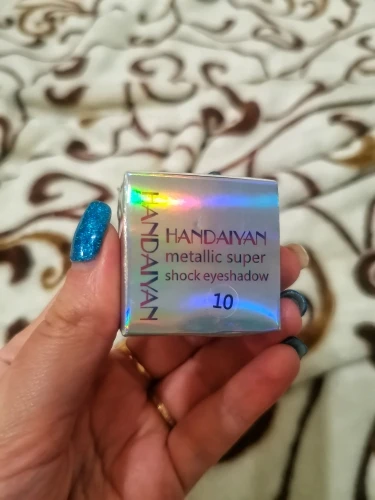 HANDAIYAN
HANDAIYAN
metallic super
shock eyeshadow
10